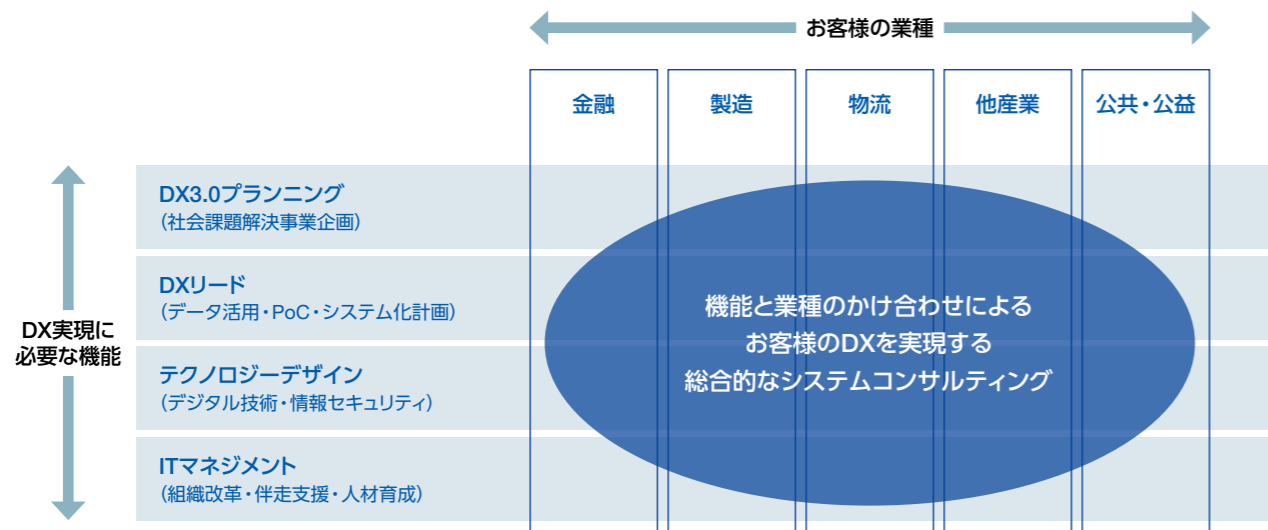 お客様の業種
金融
製造
物流
他産業
公共・公益
DX実現に
必要な機能
DX3.0プランニング
（社会課題解決事業企画）
DXリード
（データ活用・PoC・システム化計画）
テクノロジーデザイン
（デジタル技術・情報セキュリティ）
ITマネジメント
（組織改革・伴走支援・人材育成）
機能と業種のかけ合わせによる
お客様のDXを実現する
総合的なシステムコンサルティング